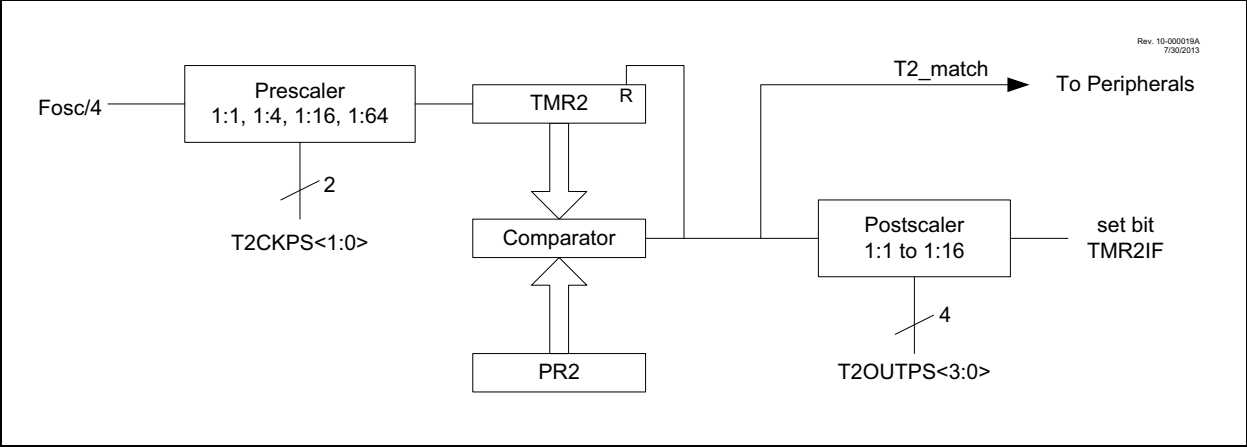 Rev. 10-000019A
7/30/2013
Fosc/4
Prescaler
1:1, 1:4, 1:16, 1:64
2
T2CKPS<1:0>
TMR2
R
Comparator
PR2
T2_match
To Peripherals
Postscaler
1:1 to 1:16
4
T2OUTPS<3:0>
set bit
TMR2IF